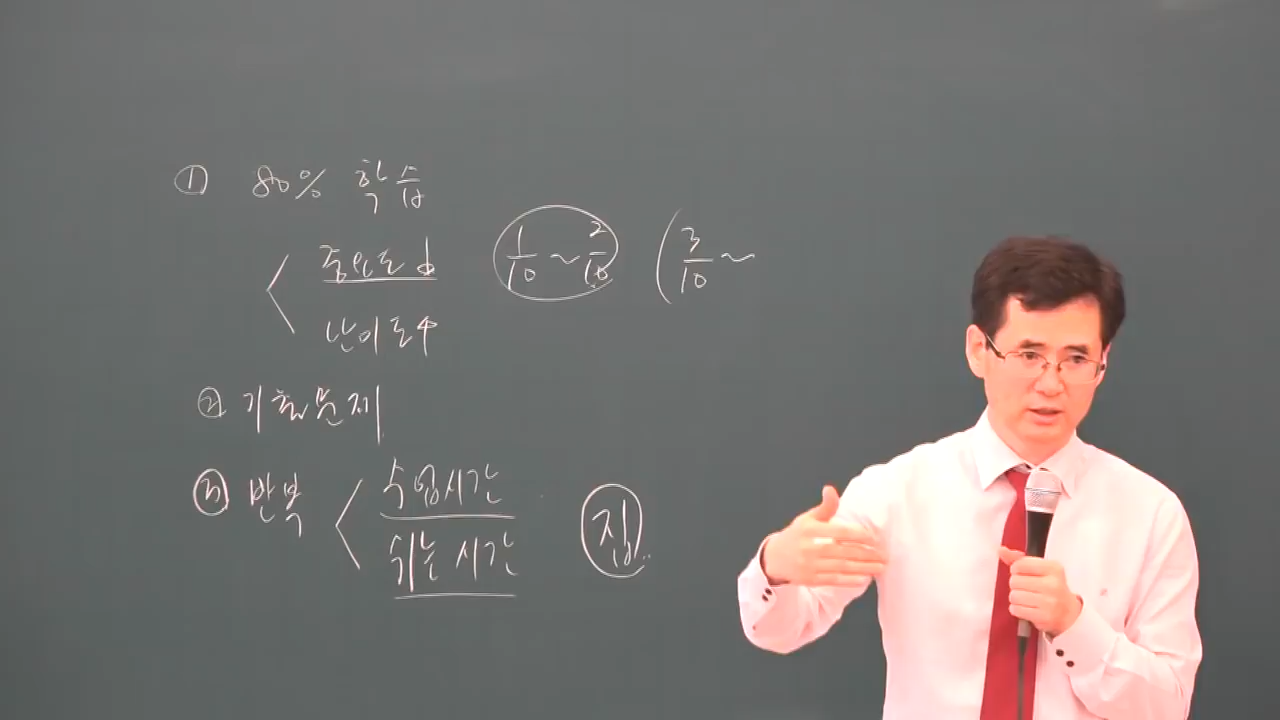 ① 80% 학습
중요도↓ 1/10 ~ 2/10 ( 3/10 ~
난이도↑
② 기출문제
③ 반복 수업시간
쉬는 시간 집